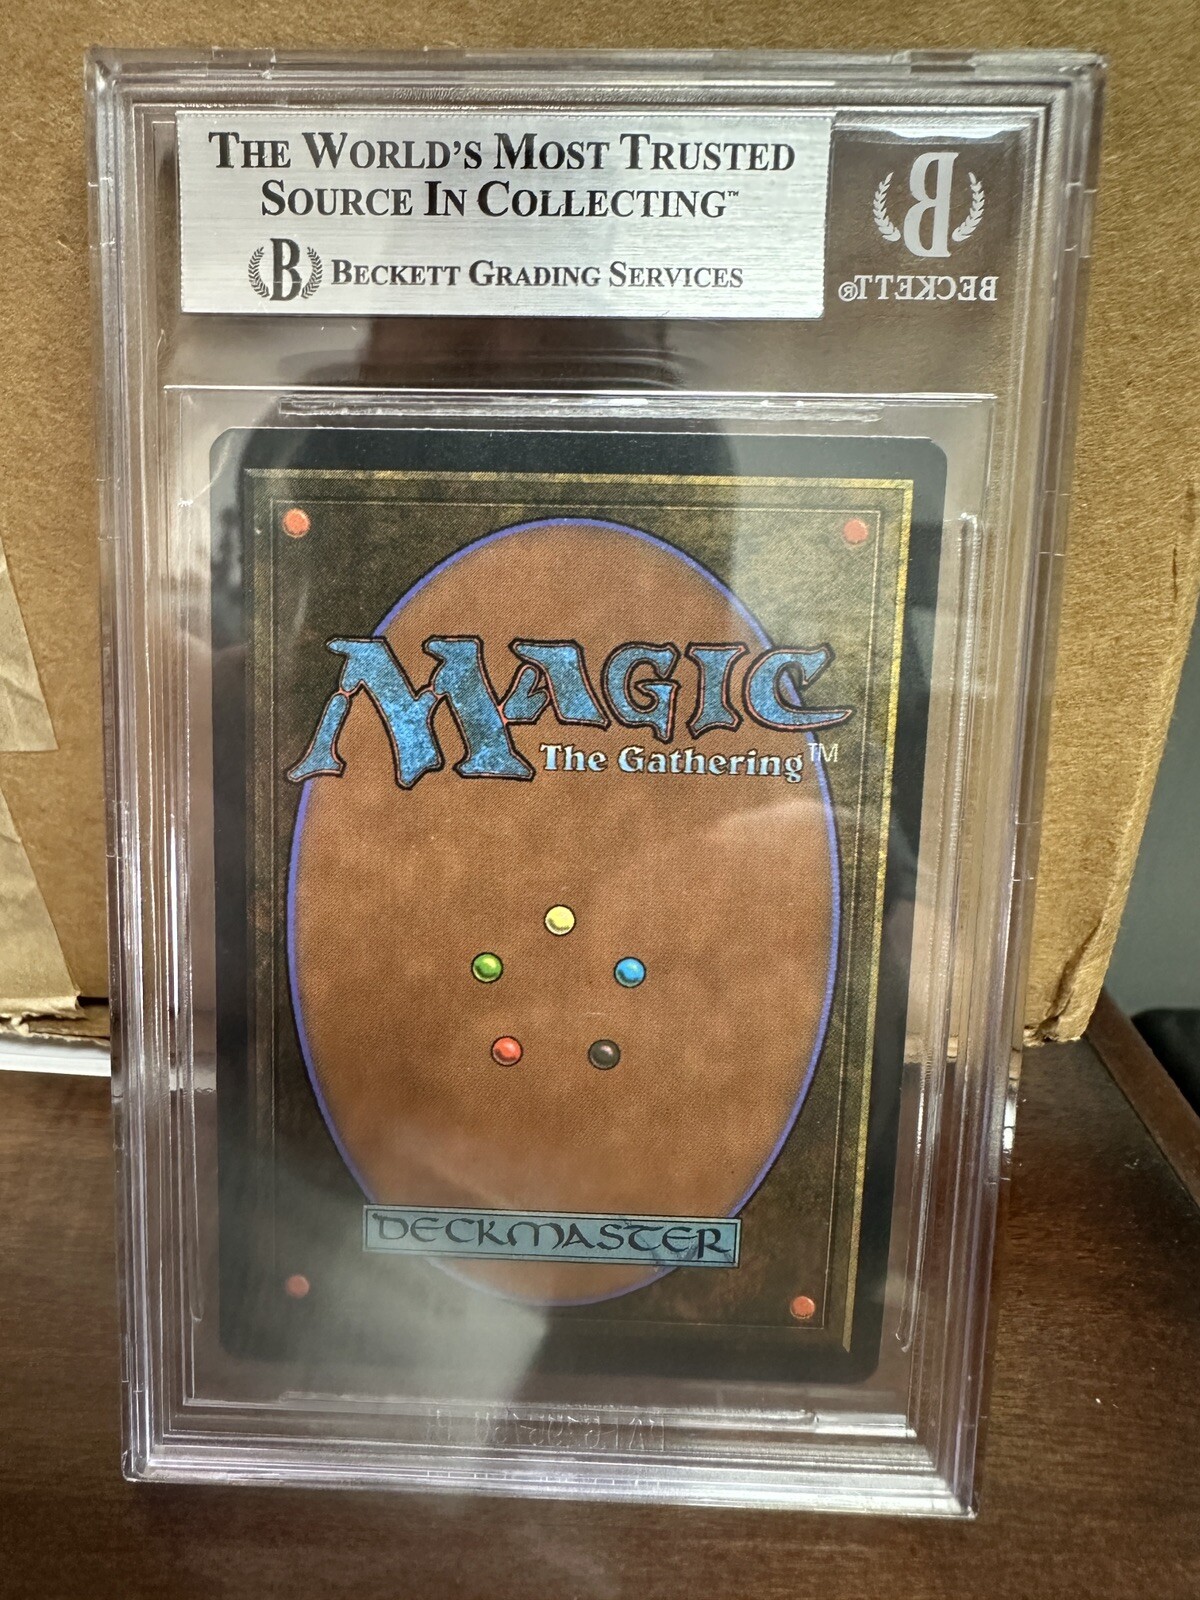 THE WORLD'S MOST TRUSTED
SOURCE IN COLLECTING™
B BECKETT GRADING SERVICES
B
BECKETT®
MAGIC
The Gathering™
DECKMASTER